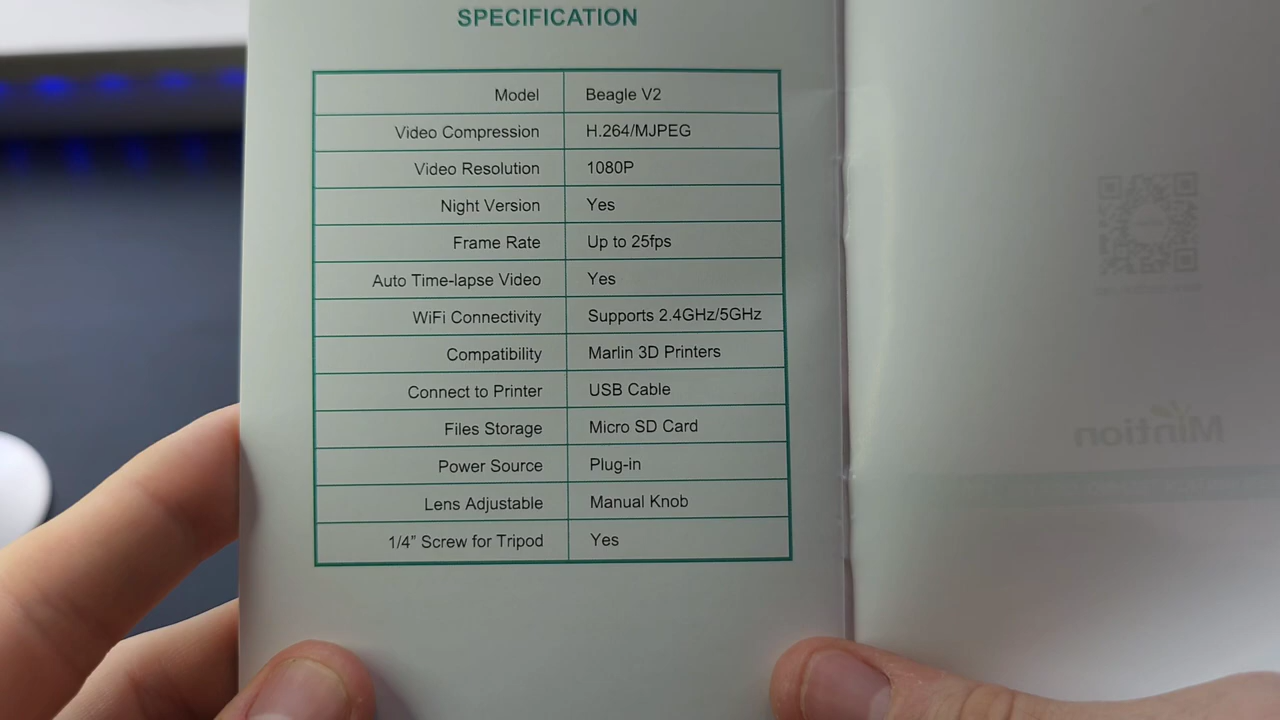 SPECIFICATION
Model Beagle V2
Video Compression H.264/MJPEG
Video Resolution 1080P
Night Version Yes
Frame Rate Up to 25fps
Auto Time-lapse Video Yes
WiFi Connectivity Supports 2.4GHz/5GHz
Compatibility Marlin 3D Printers
Connect to Printer USB Cable
Files Storage Micro SD Card
Power Source Plug-in
Lens Adjustable Manual Knob
1/4” Screw for Tripod Yes
Mintion